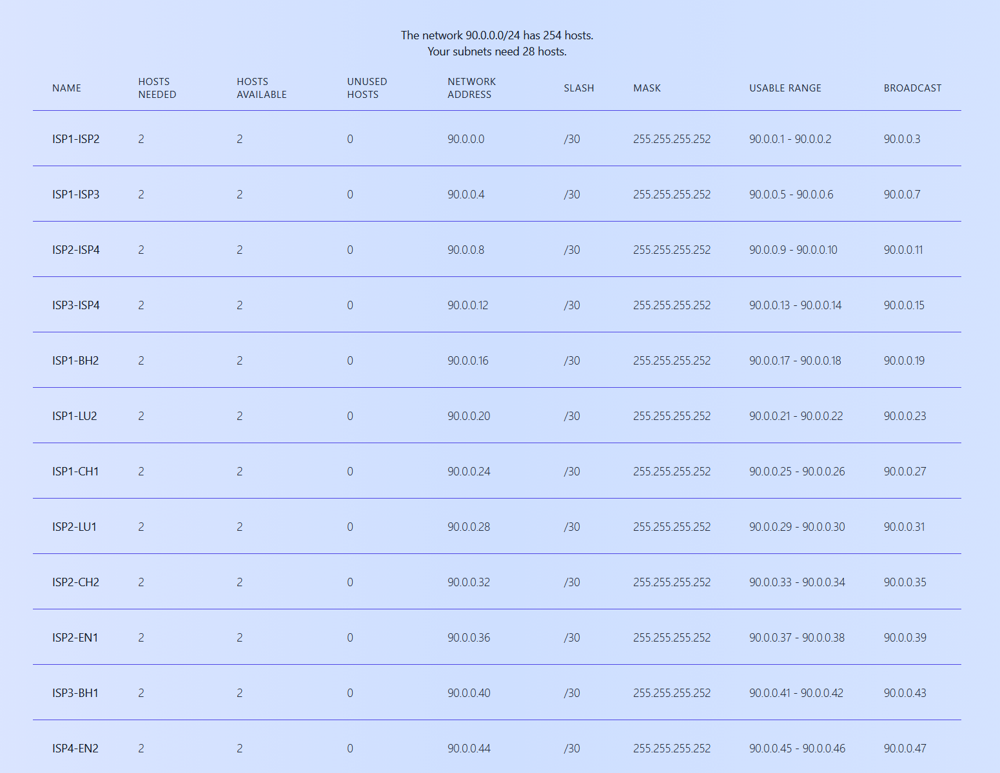 The network 90.0.0.0/24 has 254 hosts.
Your subnets need 28 hosts.
NAME HOSTS NEEDED HOSTS AVAILABLE UNUSED HOSTS NETWORK ADDRESS SLASH MASK USABLE RANGE BROADCAST
ISP1-ISP2 2 2 0 90.0.0.0 /30 255.255.255.252 90.0.0.1 - 90.0.0.2 90.0.0.3
ISP1-ISP3 2 2 0 90.0.0.4 /30 255.255.255.252 90.0.0.5 - 90.0.0.6 90.0.0.7
ISP2-ISP4 2 2 0 90.0.0.8 /30 255.255.255.252 90.0.0.9 - 90.0.0.10 90.0.0.11
ISP3-ISP4 2 2 0 90.0.0.12 /30 255.255.255.252 90.0.0.13 - 90.0.0.14 90.0.0.15
ISP1-BH2 2 2 0 90.0.0.16 /30 255.255.255.252 90.0.0.17 - 90.0.0.18 90.0.0.19
ISP1-LU2 2 2 0 90.0.0.20 /30 255.255.255.252 90.0.0.21 - 90.0.0.22 90.0.0.23
ISP1-CH1 2 2 0 90.0.0.24 /30 255.255.255.252 90.0.0.25 - 90.0.0.26 90.0.0.27
ISP2-LU1 2 2 0 90.0.0.28 /30 255.255.255.252 90.0.0.29 - 90.0.0.30 90.0.0.31
ISP2-CH2 2 2 0 90.0.0.32 /30 255.255.255.252 90.0.0.33 - 90.0.0.34 90.0.0.35
ISP2-EN1 2 2 0 90.0.0.36 /30 255.255.255.252 90.0.0.37 - 90.0.0.38 90.0.0.39
ISP3-BH1 2 2 0 90.0.0.40 /30 255.255.255.252 90.0.0.41 - 90.0.0.42 90.0.0.43
ISP4-EN2 2 2 0 90.0.0.44 /30 255.255.255.252 90.0.0.45 - 90.0.0.46 90.0.0.47